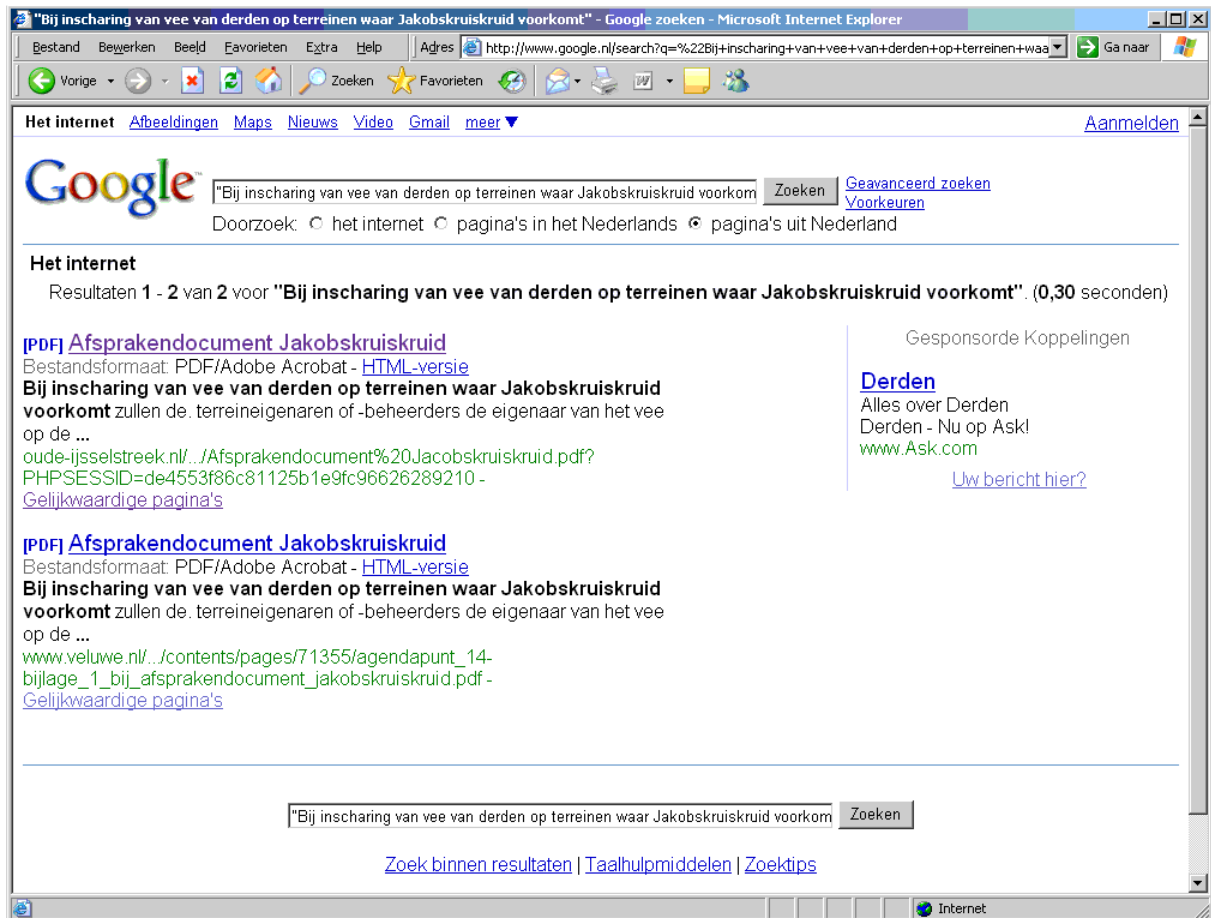 "Bij inscharing van vee van derden op terreinen waar Jakobskruiskruid voorkomt" - Google zoeken - Microsoft Internet Explorer
Bestand Bewerken Beeld Favorieten Extra Help Adres http://www.google.nl/search?q=%22Bij+inscharing+van+vee+van+derden+op+terreinen+waa Ga naar
Vorige Zoeken Favorieten
Het internet Afbeeldingen Maps Nieuws Video Gmail meer ▼ Aanmelden
Google™ "Bij inscharing van vee van derden op terreinen waar Jakobskruiskruid voorkom Zoeken Geavanceerd zoeken
Voorkeuren
Doorzoek: het internet pagina's in het Nederlands pagina's uit Nederland
Het internet
Resultaten 1 - 2 van 2 voor "Bij inscharing van vee van derden op terreinen waar Jakobskruiskruid voorkomt". (0,30 seconden)
[PDF] Afsprakendocument Jakobskruiskruid
Bestandsformaat: PDF/Adobe Acrobat - HTML-versie
Bij inscharing van vee van derden op terreinen waar Jakobskruiskruid
voorkomt zullen de. terreineigenaren of -beheerders de eigenaar van het vee
op de ...
oude-ijsselstreek.nl/.../Afsprakendocument%20Jacobskruiskruid.pdf?
PHPSESSID=de4553f86c81125b1e9fc96626289210 -
Gelijkwaardige pagina's
[PDF] Afsprakendocument Jakobskruiskruid
Bestandsformaat: PDF/Adobe Acrobat - HTML-versie
Bij inscharing van vee van derden op terreinen waar Jakobskruiskruid
voorkomt zullen de. terreineigenaren of -beheerders de eigenaar van het vee
op de ...
www.veluwe.nl/.../contents/pages/71355/agendapunt_14-
bijlage_1_bij_afsprakendocument_jakobskruiskruid.pdf -
Gelijkwaardige pagina's
Gesponsorde Koppelingen
Derden
Alles over Derden
Derden - Nu op Ask!
www.Ask.com
Uw bericht hier?
"Bij inscharing van vee van derden op terreinen waar Jakobskruiskruid voorkom Zoeken
Zoek binnen resultaten | Taalhulpmiddelen | Zoektips
Internet